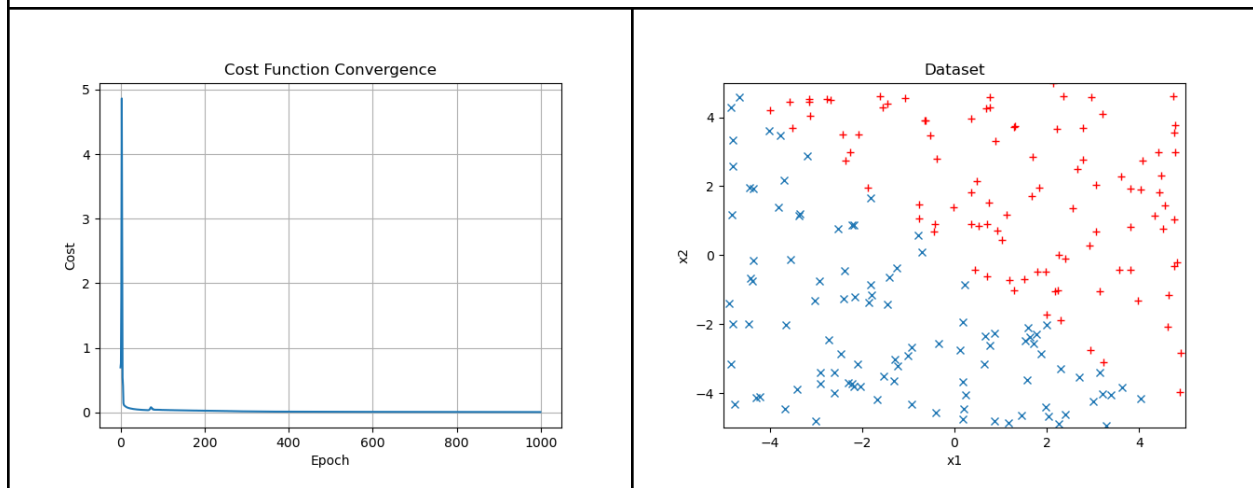 Cost Function Convergence
5
4
3
2
1
0
Cost
0 200 400 600 800 1000
Epoch
Dataset
4
2
0
−2
−4
x2
−4 −2 0 2 4
x1